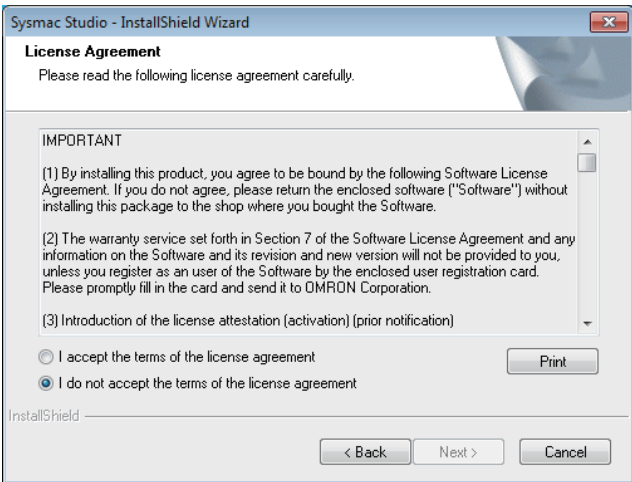 Sysmac Studio - InstallShield Wizard
License Agreement
Please read the following license agreement carefully.
IMPORTANT
(1) By installing this product, you agree to be bound by the following Software License
Agreement. If you do not agree, please return the enclosed software ("Software") without
installing this package to the shop where you bought the Software.
(2) The warranty service set forth in Section 7 of the Software License Agreement and any
information on the Software and its revision and new version will not be provided to you,
unless you register as an user of the Software by the enclosed user registration card.
Please promptly fill in the card and send it to OMRON Corporation.
(3) Introduction of the license attestation (activation) (prior notification)
I accept the terms of the license agreement
Print
I do not accept the terms of the license agreement
InstallShield
< Back Next > Cancel